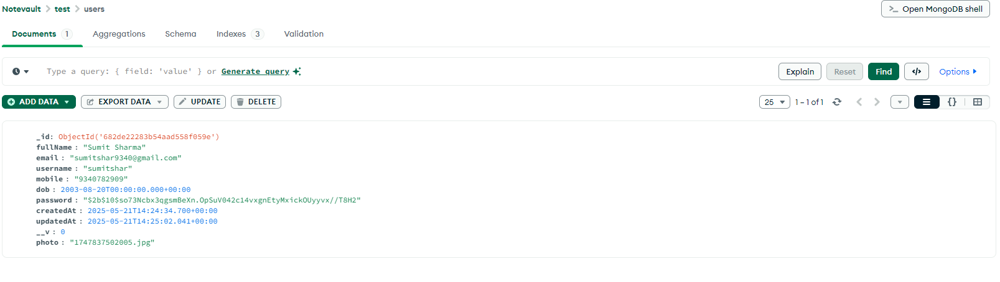 Notevault > test > users
>_ Open MongoDB shell
Documents 1 Aggregations Schema Indexes 3 Validation
Type a query: { field: 'value' } or Generate query
Explain Reset Find </> Options
ADD DATA EXPORT DATA UPDATE DELETE
25 1–1 of 1 {}
_id: ObjectId('682de22283b54aad558f059e')
fullName : "Sumit Sharma"
email : "sumitshar9340@gmail.com"
username : "sumitshar"
mobile : "9340782909"
dob : 2003-08-20T00:00:00.000+00:00
password : "$2b$10$so73Ncbx3qgsmBeXn.OpSuV042c14vxgnEtyMxickOUyyvx//T8H2"
createdAt : 2025-05-21T14:24:34.700+00:00
updatedAt : 2025-05-21T14:25:02.041+00:00
__v : 0
photo : "1747837502005.jpg"